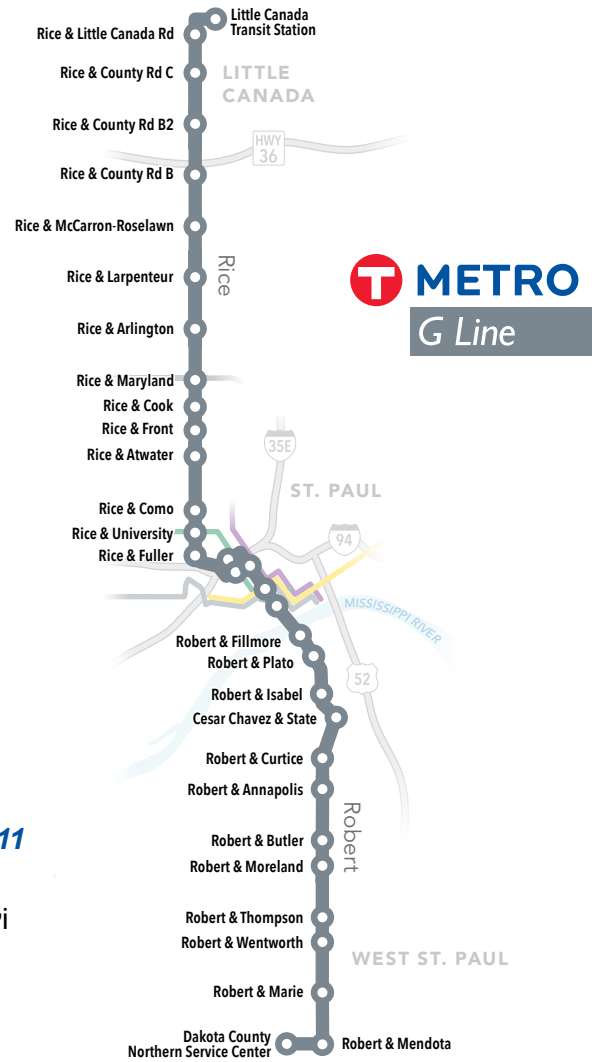 Little Canada
Transit Station
Rice & Little Canada Rd
Rice & County Rd C
LITTLE
CANADA
Rice & County Rd B2
HWY
36
Rice & County Rd B
Rice & McCarron-Roselawn
Rice
Rice & Larpenteur
T METRO
G Line
Rice & Arlington
Rice & Maryland
Rice & Cook
Rice & Front
35E
Rice & Atwater
ST. PAUL
Rice & Como
Rice & University
94
Rice & Fuller
MISSISSIPPI RIVER
Robert & Fillmore
Robert & Plato
52
Robert & Isabel
Cesar Chavez & State
Robert & Curtice
Robert & Annapolis
Robert
11
Robert & Butler
Robert & Moreland
i
Robert & Thompson
Robert & Wentworth
WEST ST. PAUL
Robert & Marie
Dakota County
Northern Service Center
Robert & Mendota